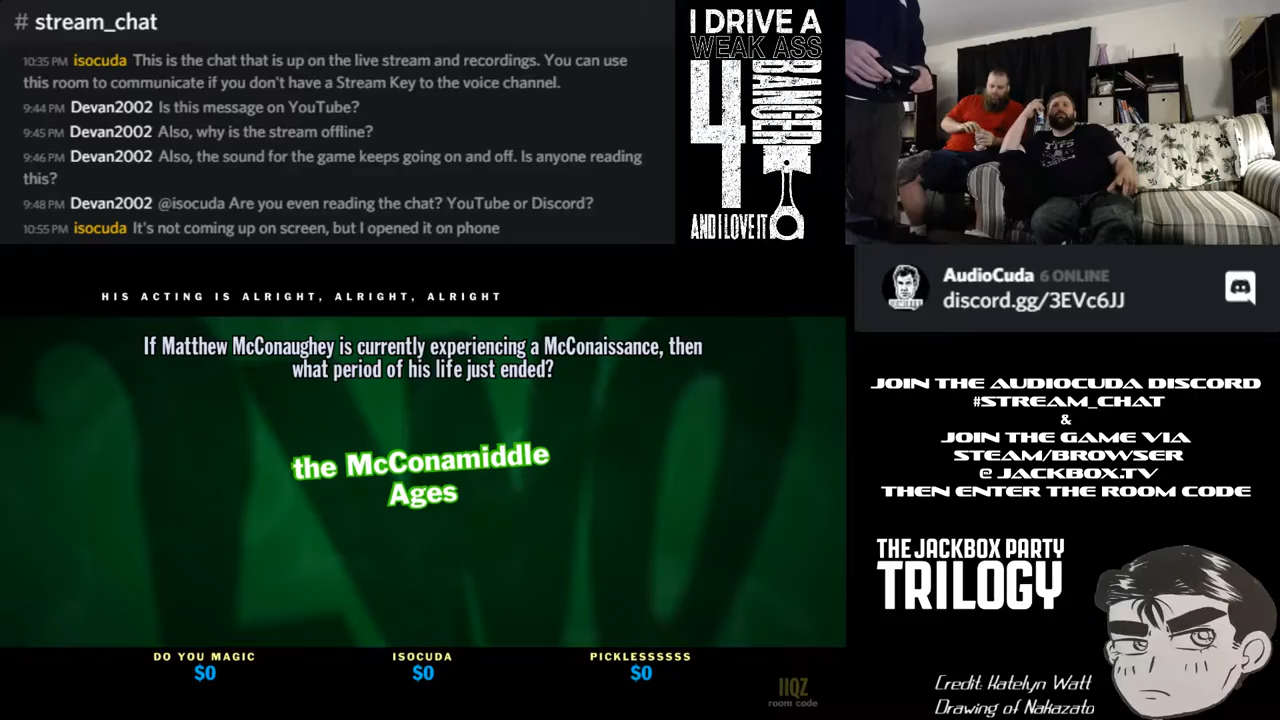 # stream_chat
10:35 PM isocuda This is the chat that is up on the live stream and recordings. You can use
this room to communicate if you don't have a Steam Key to the voice channel.
9:44 PM Devan2002 Is this message on YouTube?
9:45 PM Devan2002 Also, why is the stream offline?
9:46 PM Devan2002 Also, the sound for the game keeps going on and off. Is anyone reading
this?
9:48 PM Devan2002 @isocuda Are you even reading the chat? YouTube or Discord?
10:55 PM isocuda It's not coming up on screen, but I opened it on phone
I DRIVE A
WEAK ASS
4
BANGER
AND I LOVE IT
AudioCuda 6 ONLINE
discord.gg/3EVc6JJ
HIS ACTING IS ALRIGHT, ALRIGHT, ALRIGHT
If Matthew McConaughey is currently experiencing a McConaissance, then
what period of his life just ended?
the McConamiddle
Ages
DO YOU MAGIC
$0
ISOCUDA
$0
PICKLESSSSSS
$0
IIQZ
room code
JOIN THE AUDIOCUDA DISCORD
#STREAM_CHAT
&
JOIN THE GAME VIA
STEAM/BROWSER
@ JACKBOX.TV
THEN ENTER THE ROOM CODE
THE JACKBOX PARTY
TRILOGY
Credit: Katelyn Watt
Drawing of Nakazato